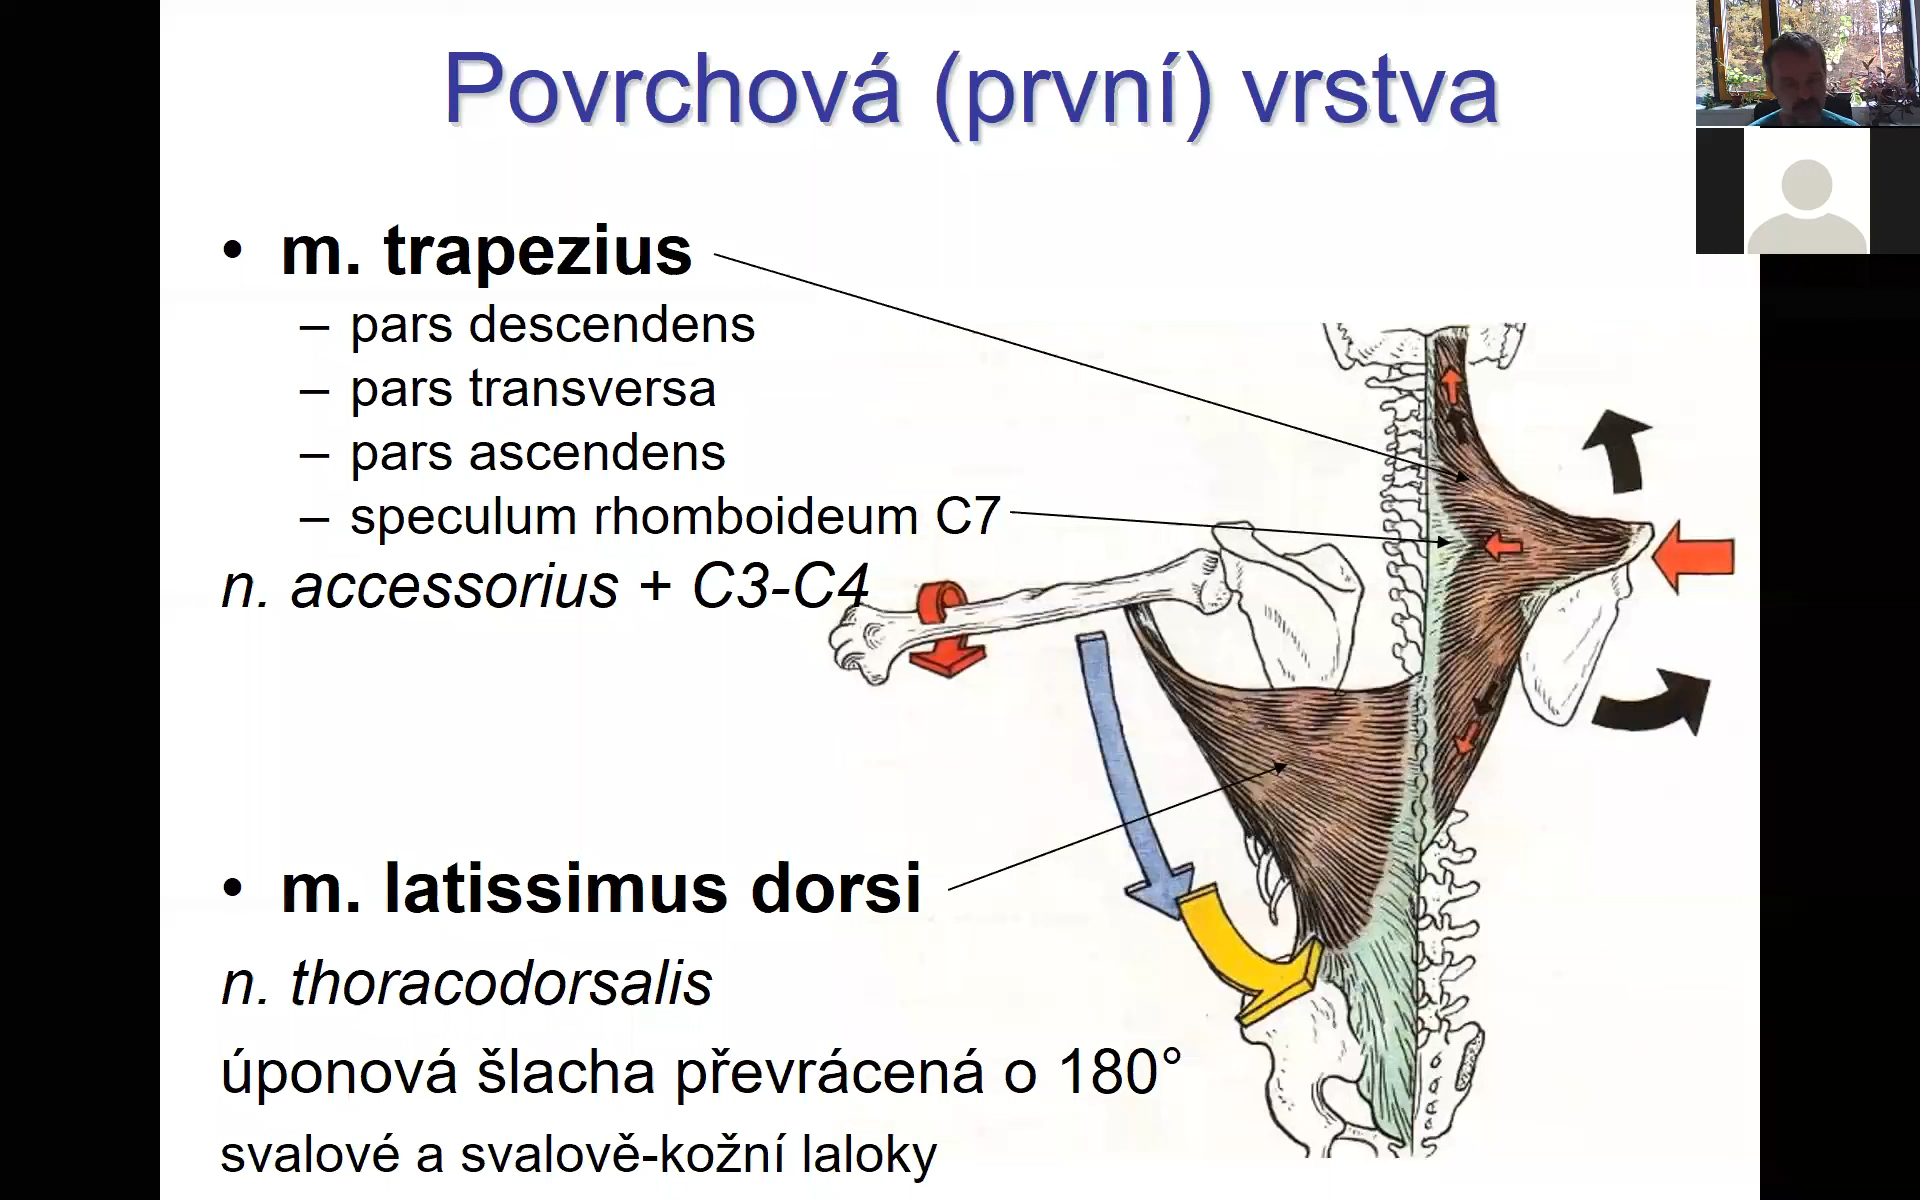 Povrchová (první) vrstva
• m. trapezius
– pars descendens
– pars transversa
– pars ascendens
– speculum rhomboideum C7
n. accessorius + C3-C4
• m. latissimus dorsi
n. thoracodorsalis
úponová šlacha převrácená o 180°
svalové a svalově-kožní laloky